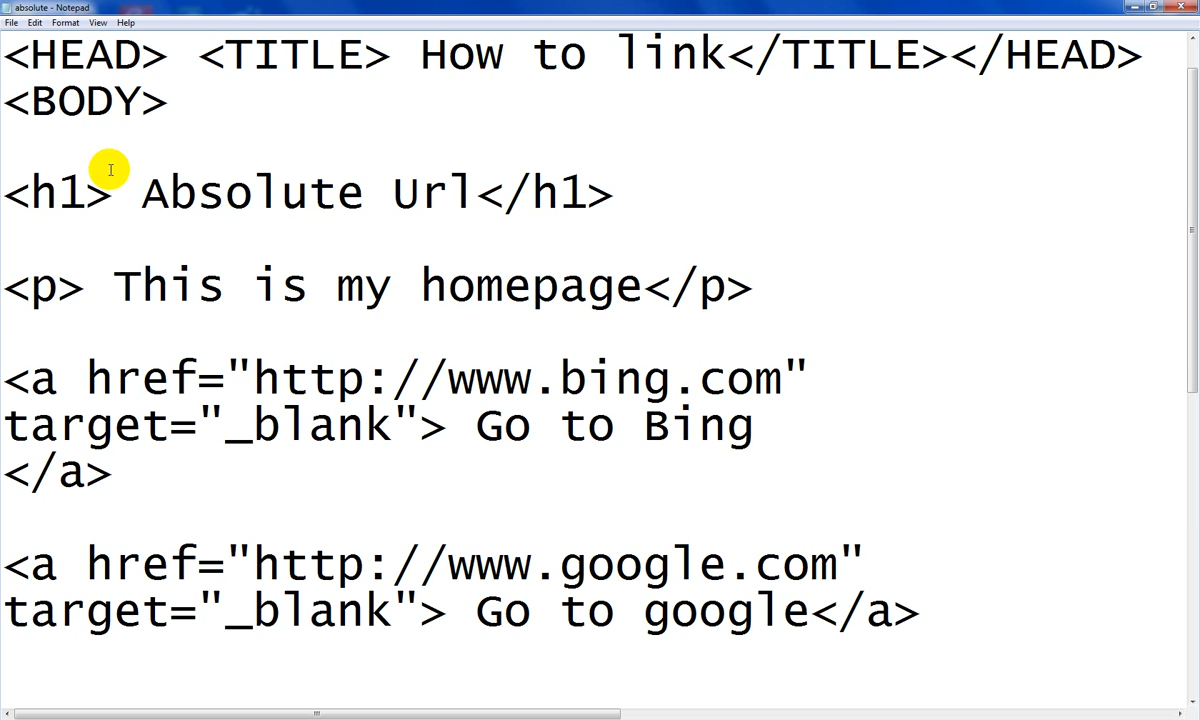 absolute - Notepad
File Edit Format View Help
<HEAD> <TITLE> How to link</TITLE></HEAD>
<BODY>
<h1> Absolute Url</h1>
<p> This is my homepage</p>
<a href="http://www.bing.com"
target="_blank"> Go to Bing
</a>
<a href="http://www.google.com"
target="_blank"> Go to google</a>